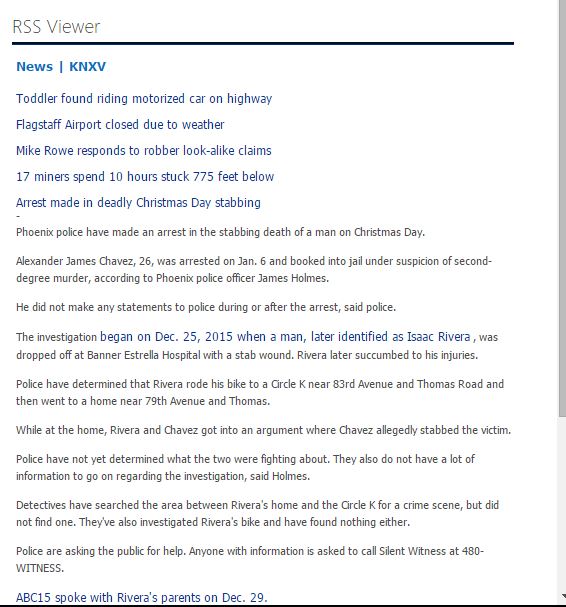 RSS Viewer
News | KNXV
Toddler found riding motorized car on highway
Flagstaff Airport closed due to weather
Mike Rowe responds to robber look-alike claims
17 miners spend 10 hours stuck 775 feet below
Arrest made in deadly Christmas Day stabbing
-
Phoenix police have made an arrest in the stabbing death of a man on Christmas Day.
Alexander James Chavez, 26, was arrested on Jan. 6 and booked into jail under suspicion of second-
degree murder, according to Phoenix police officer James Holmes.
He did not make any statements to police during or after the arrest, said police.
The investigation began on Dec. 25, 2015 when a man, later identified as Isaac Rivera , was
dropped off at Banner Estrella Hospital with a stab wound. Rivera later succumbed to his injuries.
Police have determined that Rivera rode his bike to a Circle K near 83rd Avenue and Thomas Road and
then went to a home near 79th Avenue and Thomas.
While at the home, Rivera and Chavez got into an argument where Chavez allegedly stabbed the victim.
Police have not yet determined what the two were fighting about. They also do not have a lot of
information to go on regarding the investigation, said Holmes.
Detectives have searched the area between Rivera's home and the Circle K for a crime scene, but did
not find one. They've also investigated Rivera's bike and have found nothing either.
Police are asking the public for help. Anyone with information is asked to call Silent Witness at 480-
WITNESS.
ABC15 spoke with Rivera's parents on Dec. 29.